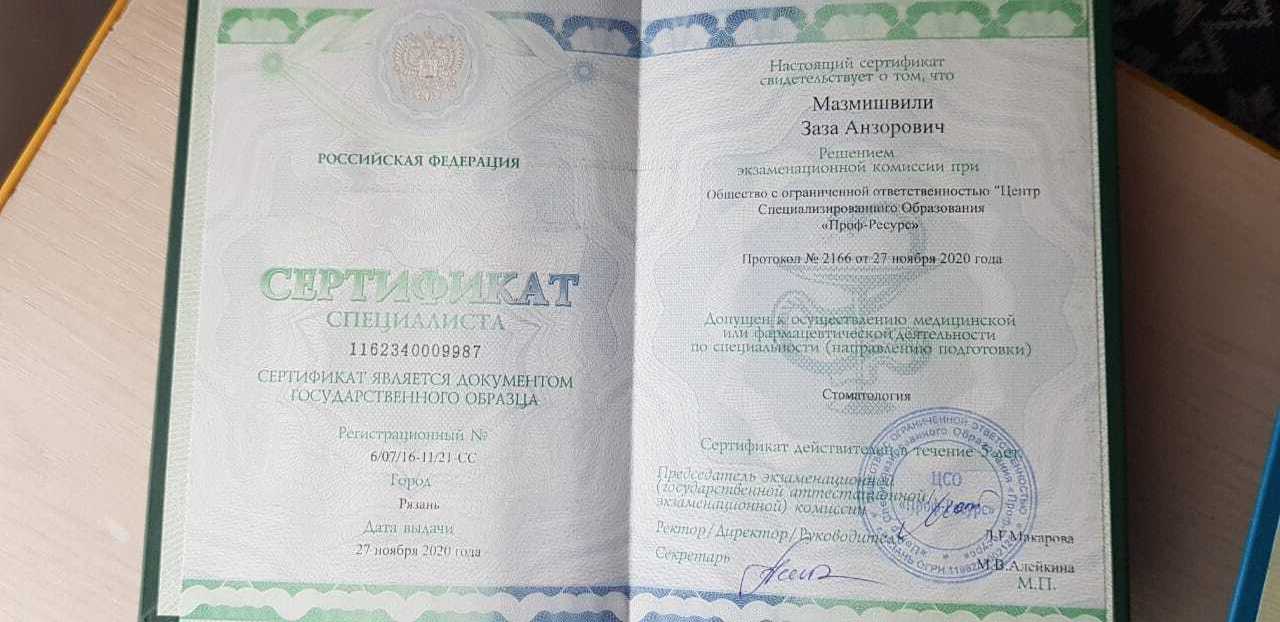 РОССИЙСКАЯ ФЕДЕРАЦИЯ
СЕРТИФИКАТ
СПЕЦИАЛИСТА
1162340009987
СЕРТИФИКАТ ЯВЛЯЕТСЯ ДОКУМЕНТОМ
ГОСУДАРСТВЕННОГО ОБРАЗЦА
Регистрационный №
6/07/16-11/21-СС
Город
Рязань
Дата выдачи
27 ноября 2020 года
Настоящий сертификат
свидетельствует о том, что
Мазмишвили
Заза Анзорович
Решением
экзаменационной комиссии при
Общество с ограниченной ответственностью "Центр
Специализированного Образования
«Проф-Ресурс»
Протокол № 2166 от 27 ноября 2020 года
Допущен к осуществлению медицинской
или фармацевтической деятельности
по специальности (направлению подготовки)
Стоматология
Сертификат действителен в течение 5 лет.
Председатель экзаменационной
(государственной аттестационной/
экзаменационной) комиссии
Ректор/Директор/Руководитель
Л.Г.Макарова
Секретарь
М.В.Алейкина
М.П.
ЦСО
«Проф-Ресурс»